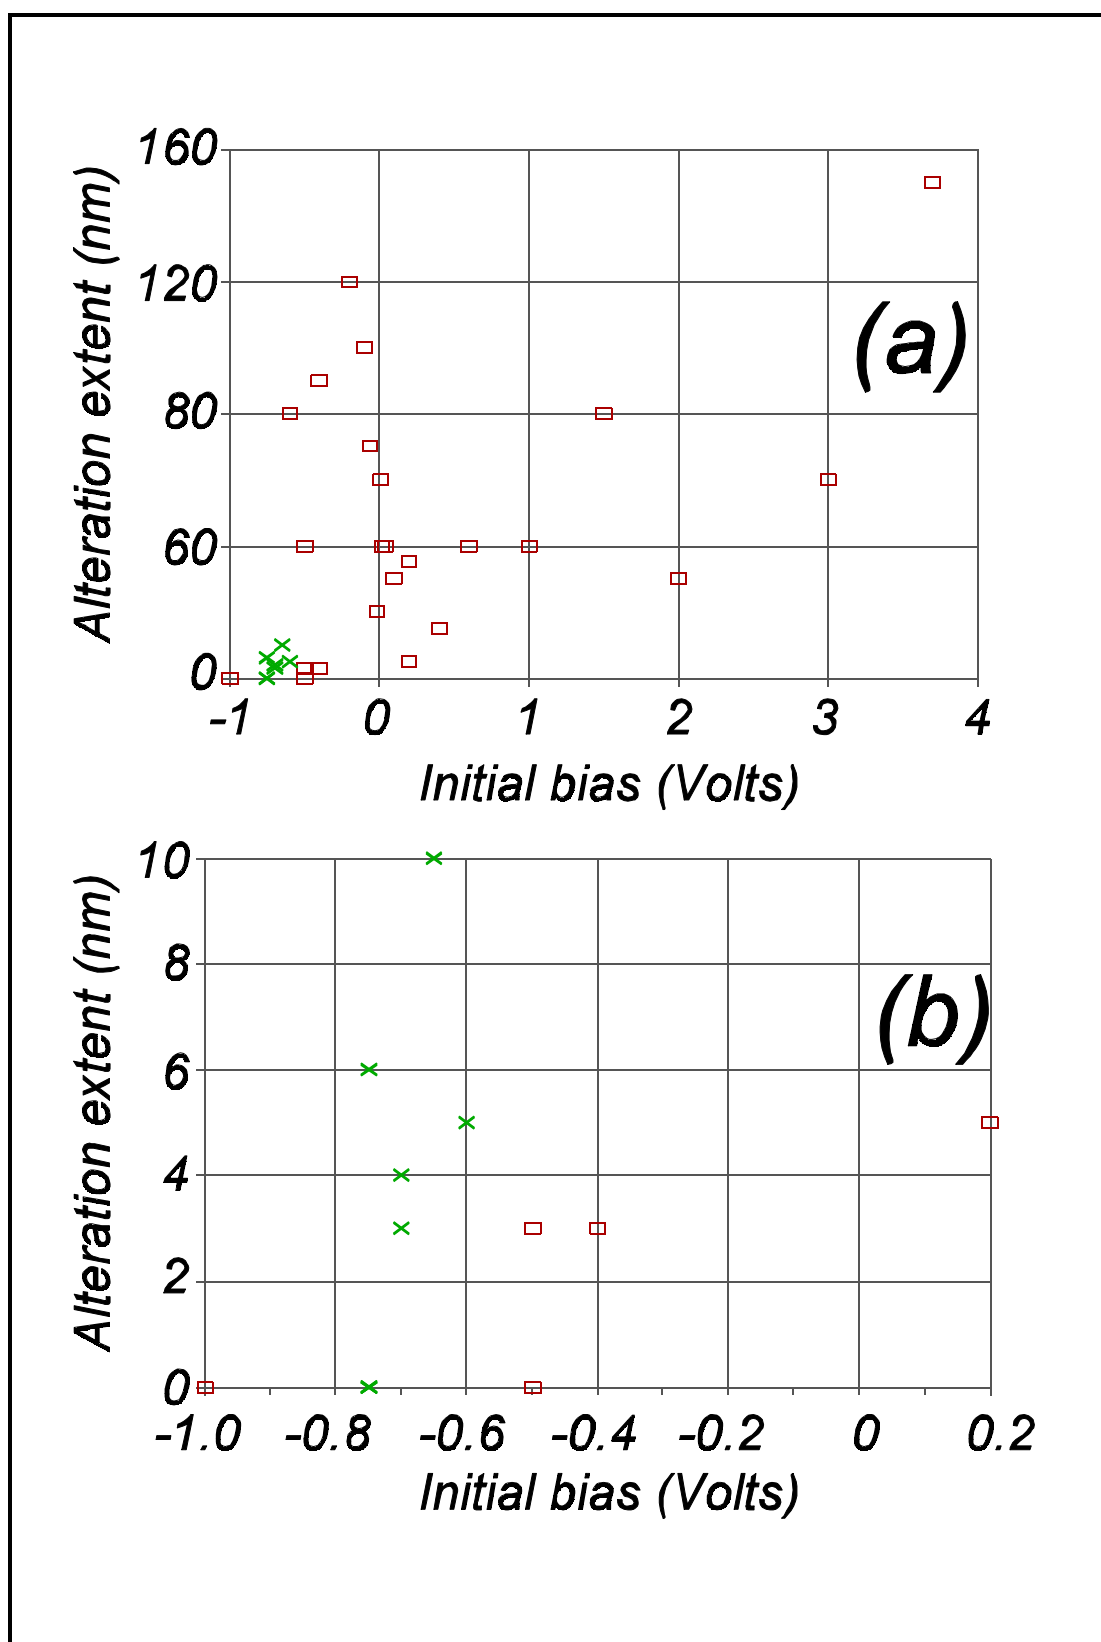 160
120
80
60
0
Alteration extent (nm)
(a)
-1 0 1 2 3 4
Initial bias (Volts)
10
8
6
4
2
0
Alteration extent (nm)
(b)
-1.0 -0.8 -0.6 -0.4 -0.2 0 0.2
Initial bias (Volts)